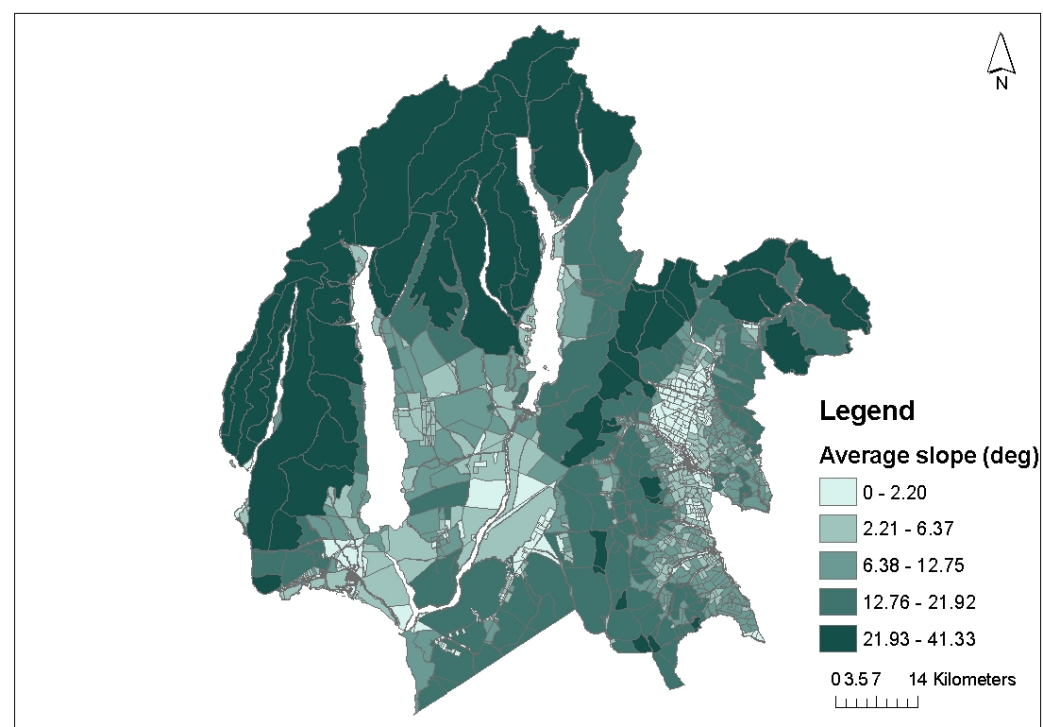 N
Legend
Average slope (deg)
0 - 2.20
2.21 - 6.37
6.38 - 12.75
12.76 - 21.92
21.93 - 41.33
0 3.5 7 14 Kilometers